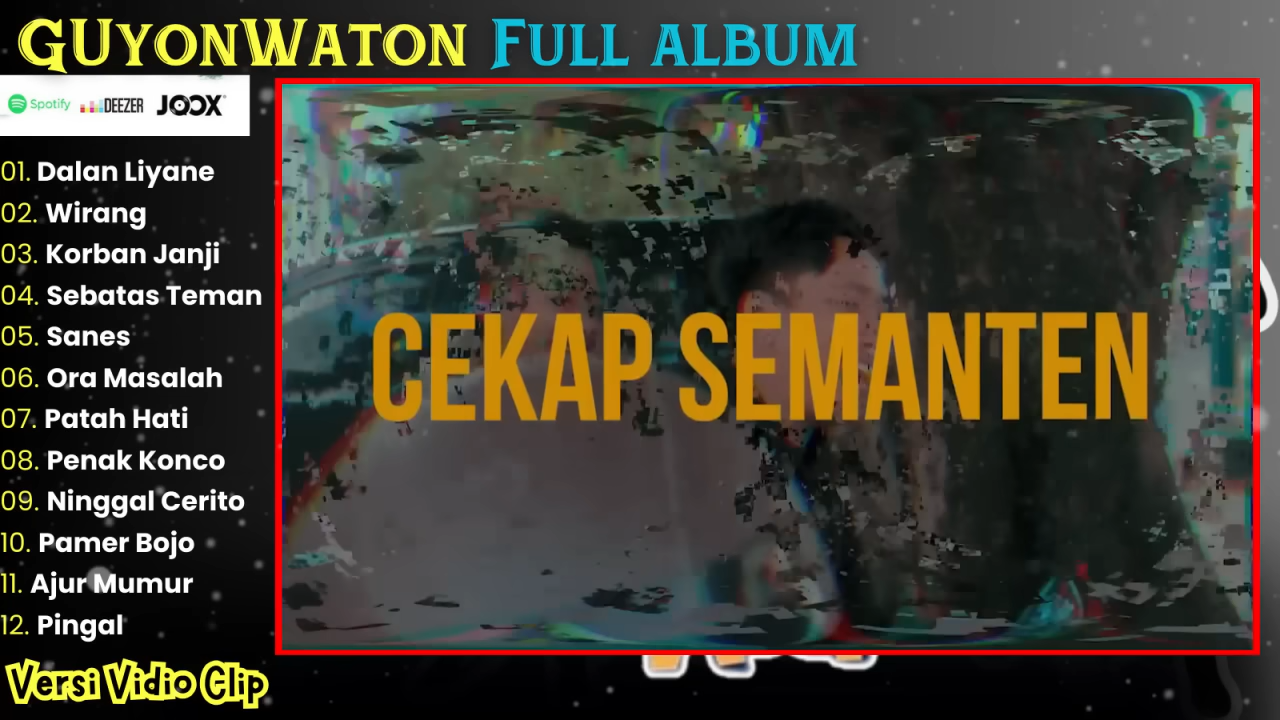 GUYONWATON FULL ALBUM
Spotify DEEZER JOOX
01. Dalan Liyane
02. Wirang
03. Korban Janji
04. Sebatas Teman
05. Sanes
06. Ora Masalah
07. Patah Hati
08. Penak Konco
09. Ninggal Cerito
10. Pamer Bojo
11. Ajur Mumur
12. Pingal
Versi Vidio Clip
CEKAP SEMANTEN